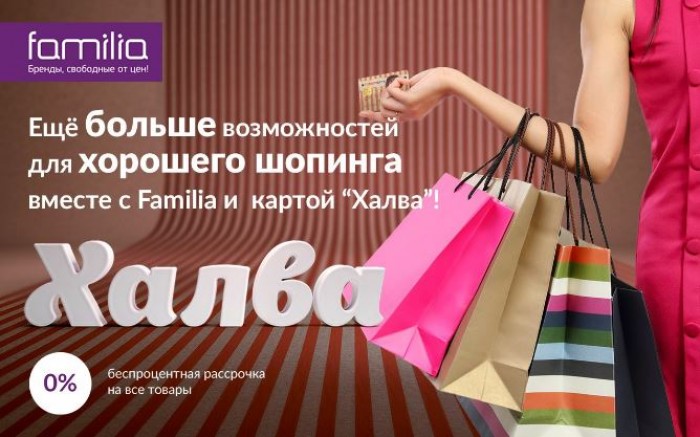 familia
Бренды, свободные от цен!
Ещё больше возможностей
для хорошего шопинга
вместе с Familia и картой “Халва”!
Халва
0%
беспроцентная рассрочка
на все товары